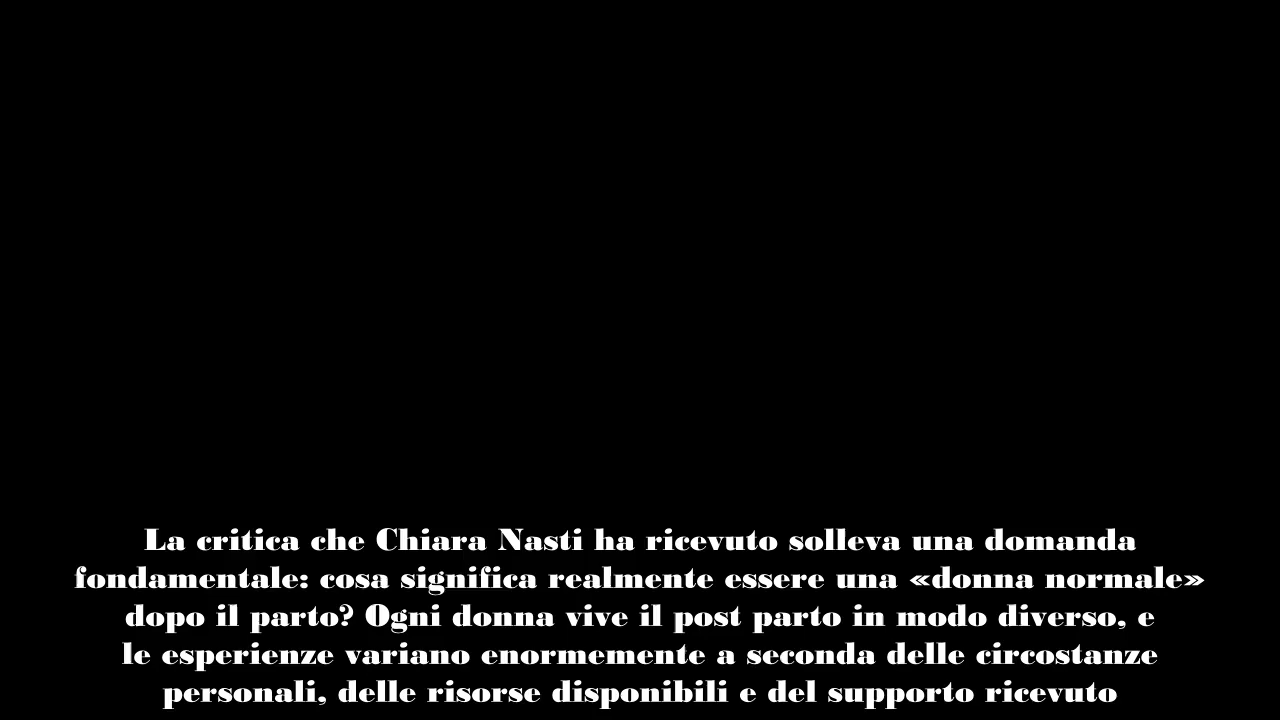 La critica che Chiara Nasti ha ricevuto solleva una domanda
fondamentale: cosa significa realmente essere una «donna normale»
dopo il parto? Ogni donna vive il post parto in modo diverso, e
le esperienze variano enormemente a seconda delle circostanze
personali, delle risorse disponibili e del supporto ricevuto